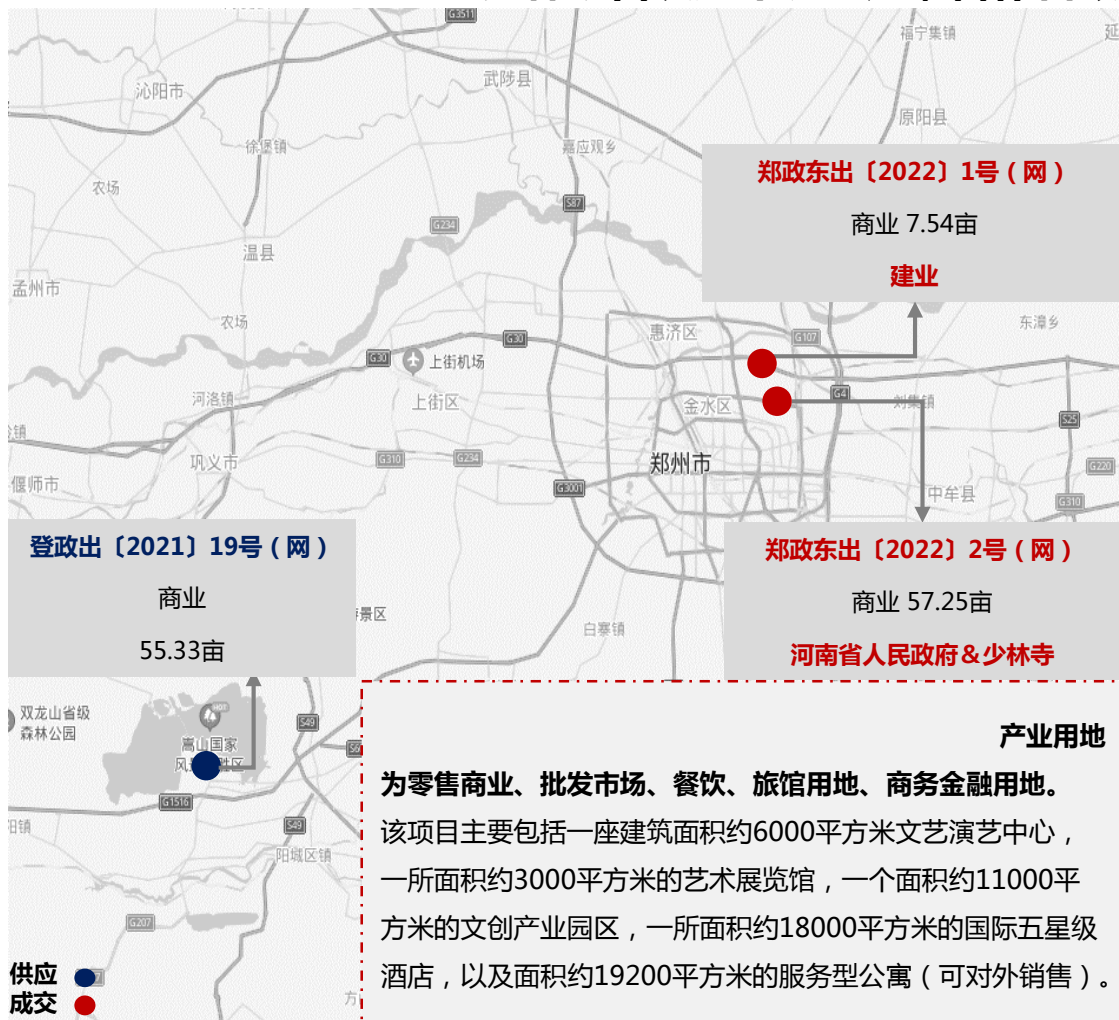 G3511
福宁集镇
延
武陟县
沁阳市
原阳县
徐堡镇
嘉应观乡
郑政东出〔2022〕1号（网）
商业 7.54亩
建业
农场
S87
G234
温县
孟州市
农场
惠济区
G107
东漳乡
G30
G30
上街机场
河洛镇
上街区
金水区
G4
刘集镇
S25
巩义市
G310
G234
郑州市
G220
偃师市
G3001
中牟县
G310
登政出〔2021〕19号（网）
商业
55.33亩
郑政东出〔2022〕2号（网）
商业 57.25亩
河南省人民政府＆少林寺
景区
白寨镇
双龙山省级
森林公园
HOT
嵩山国家
S49
G1516
S49
阳城区镇
G207
供应
成交
产业用地
为零售商业、批发市场、餐饮、旅馆用地、商务金融用地。
该项目主要包括一座建筑面积约6000平方米文艺演艺中心，
一所面积约3000平方米的艺术展览馆，一个面积约11000平
方米的文创产业园区，一所面积约18000平方米的国际五星级
酒店，以及面积约19200平方米的服务型公寓（可对外销售）。